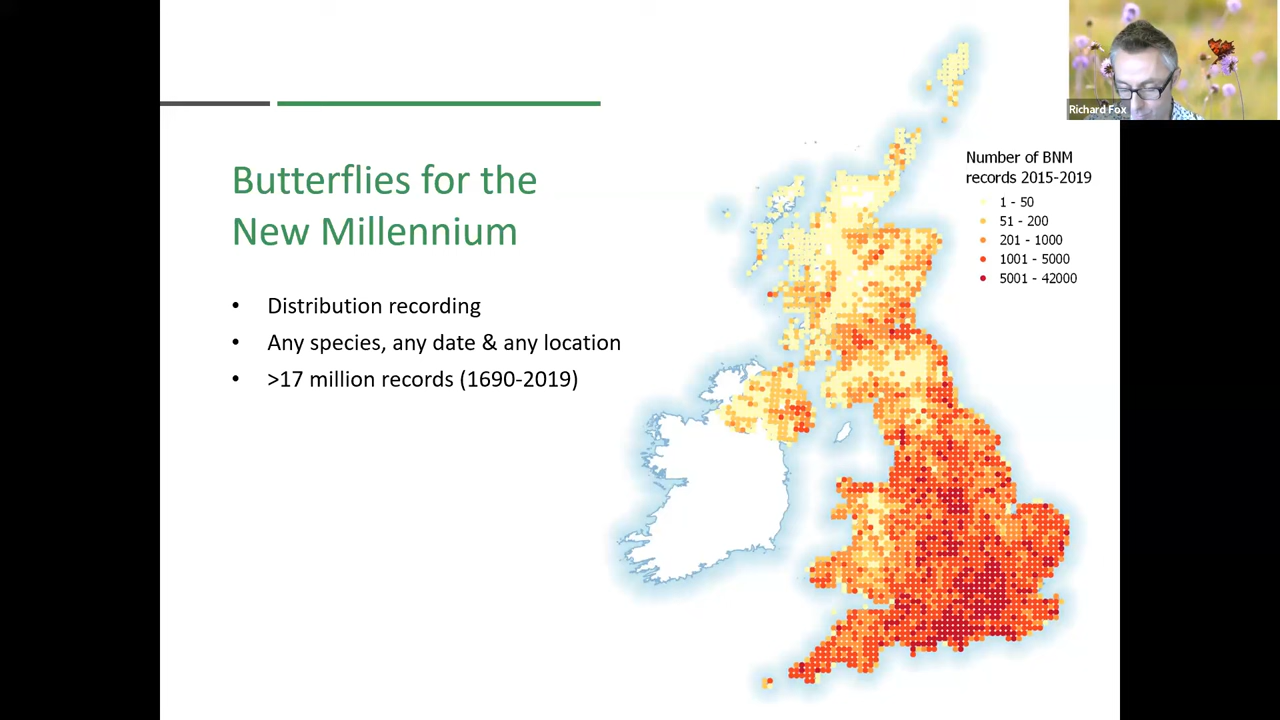 Butterflies for the
New Millennium
• Distribution recording
• Any species, any date & any location
• >17 million records (1690-2019)
Number of BNM
records 2015-2019
1 - 50
51 - 200
201 - 1000
1001 - 5000
5001 - 42000
Richard Fox